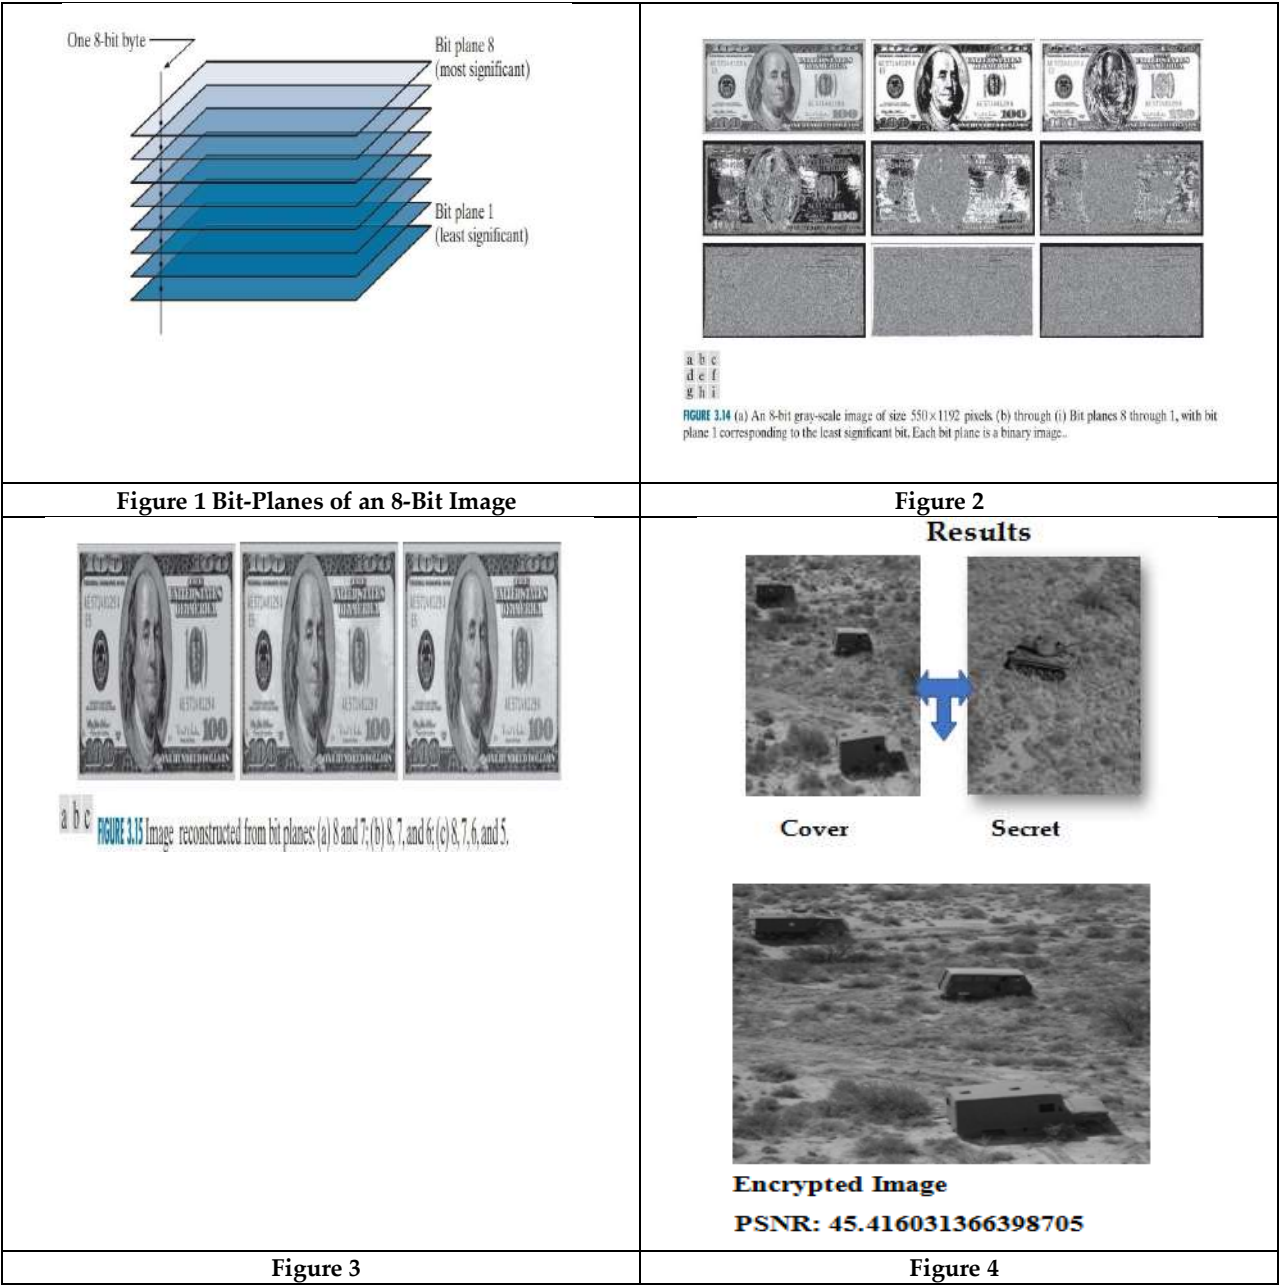 One 8-bit byte
Bit plane 8
(most significant)
Bit plane 1
(least significant)
a b c
d e f
g h i
FIGURE 3.14 (a) An 8-bit gray-scale image of size 550×1192 pixels. (b) through (i) Bit planes 8 through 1, with bit
plane 1 corresponding to the least significant bit. Each bit plane is a binary image..
Figure 1 Bit-Planes of an 8-Bit Image
Figure 2
a b c
FIGURE 3.15 Image reconstructed from bit planes: (a) 8 and 7; (b) 8, 7, and 6; (c) 8, 7, 6, and 5.
Results
Cover
Secret
Encrypted Image
PSNR: 45.416031366398705
Figure 3
Figure 4